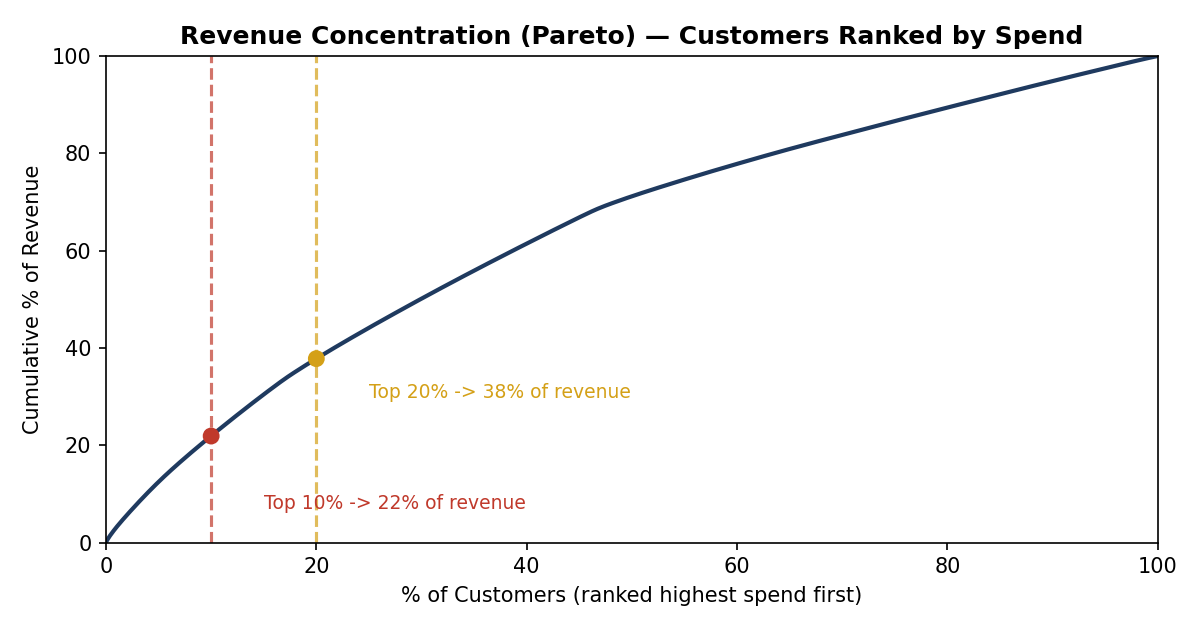 Revenue Concentration (Pareto) — Customers Ranked by Spend
100
80
60
40
20
0
Cumulative % of Revenue
Top 20% -> 38% of revenue
Top 10% -> 22% of revenue
0 20 40 60 80 100
% of Customers (ranked highest spend first)